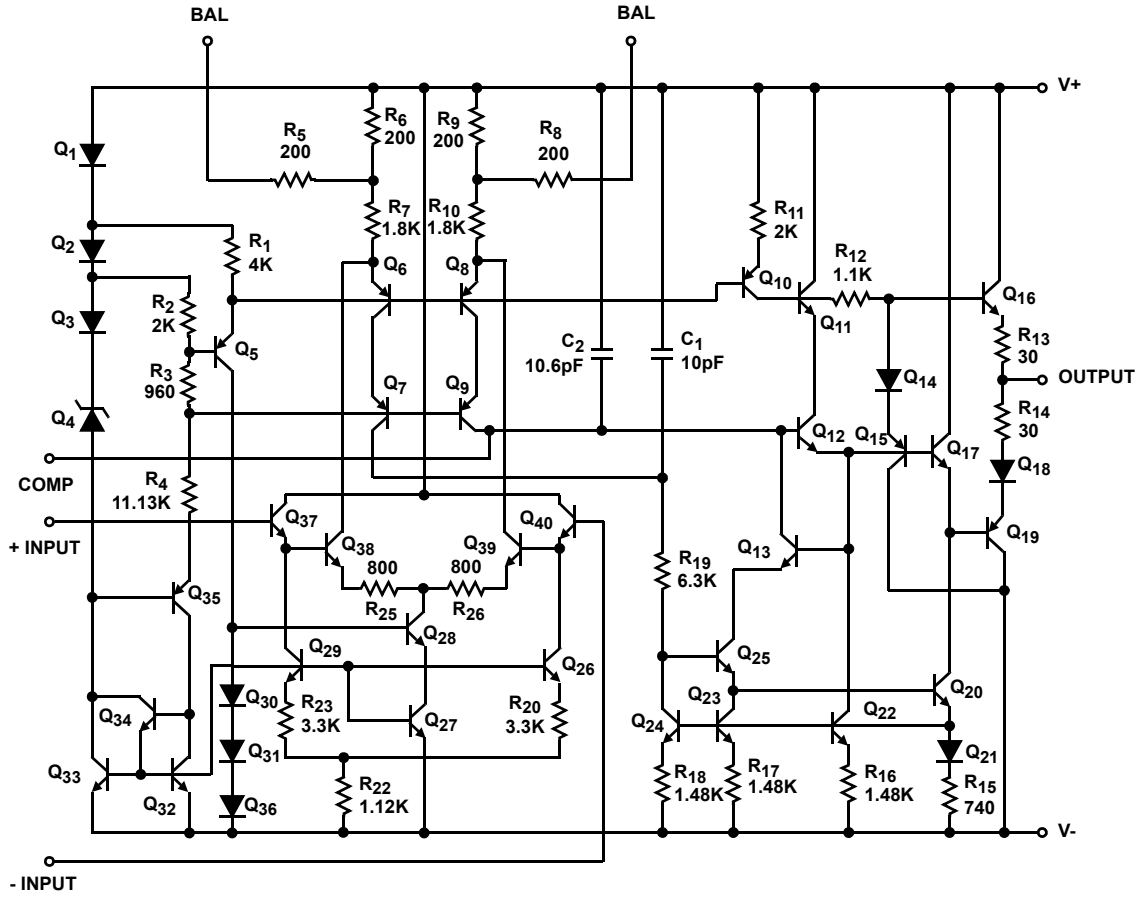 BAL
BAL
V+
R5
200
R6
200
R9
200
R8
200
Q1
R7
1.8K
R10
1.8K
R11
2K
Q2
R1
4K
Q6
Q8
Q10
R12
1.1K
R2
2K
Q16
Q3
Q11
Q5
C2
10.6pF
C1
10pF
R13
30
R3
960
Q7
Q9
Q14
OUTPUT
Q4
R14
30
Q12
Q15
Q17
COMP
Q18
R4
11.13K
+ INPUT
Q37
Q40
Q38
Q39
Q19
Q13
800
800
R19
6.3K
R25
R26
Q35
Q28
Q29
Q26
Q25
Q30
R23
3.3K
R20
3.3K
Q20
Q34
Q27
Q24
Q23
Q22
Q31
Q21
Q33
Q32
R22
1.12K
R18
1.48K
R17
1.48K
R16
1.48K
R15
740
Q36
V-
- INPUT